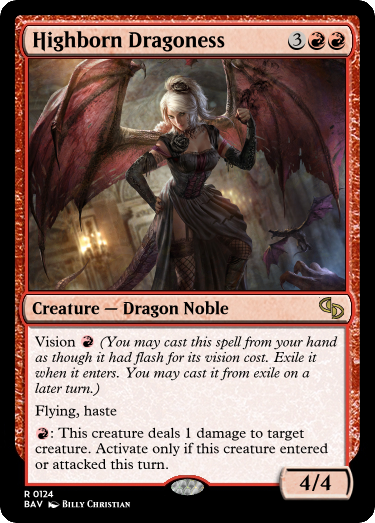 Highborn Dragoness 3
Creature — Dragon Noble
Vision (You may cast this spell from your hand
as though it had flash for its vision cost. Exile it
when it enters. You may cast it from exile on a
later turn.)
Flying, haste
: This creature deals 1 damage to target
creature. Activate only if this creature entered
or attacked this turn.
4/4
R 0124
BAV Billy Christian